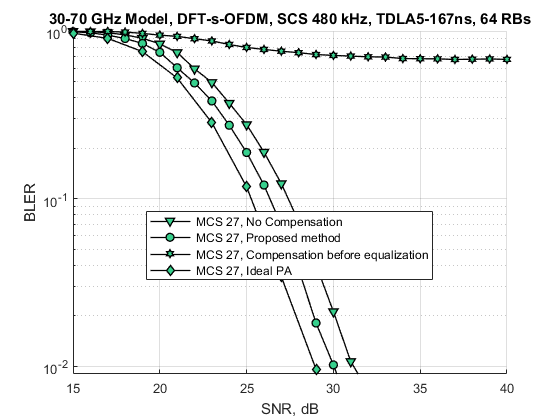 30-70 GHz Model, DFT-s-OFDM, SCS 480 kHz, TDLA5-167ns, 64 RBs
10^0
10^-1
10^-2
BLER
MCS 27, No Compensation
MCS 27, Proposed method
MCS 27, Compensation before equalization
MCS 27, Ideal PA
15 20 25 30 35 40
SNR, dB